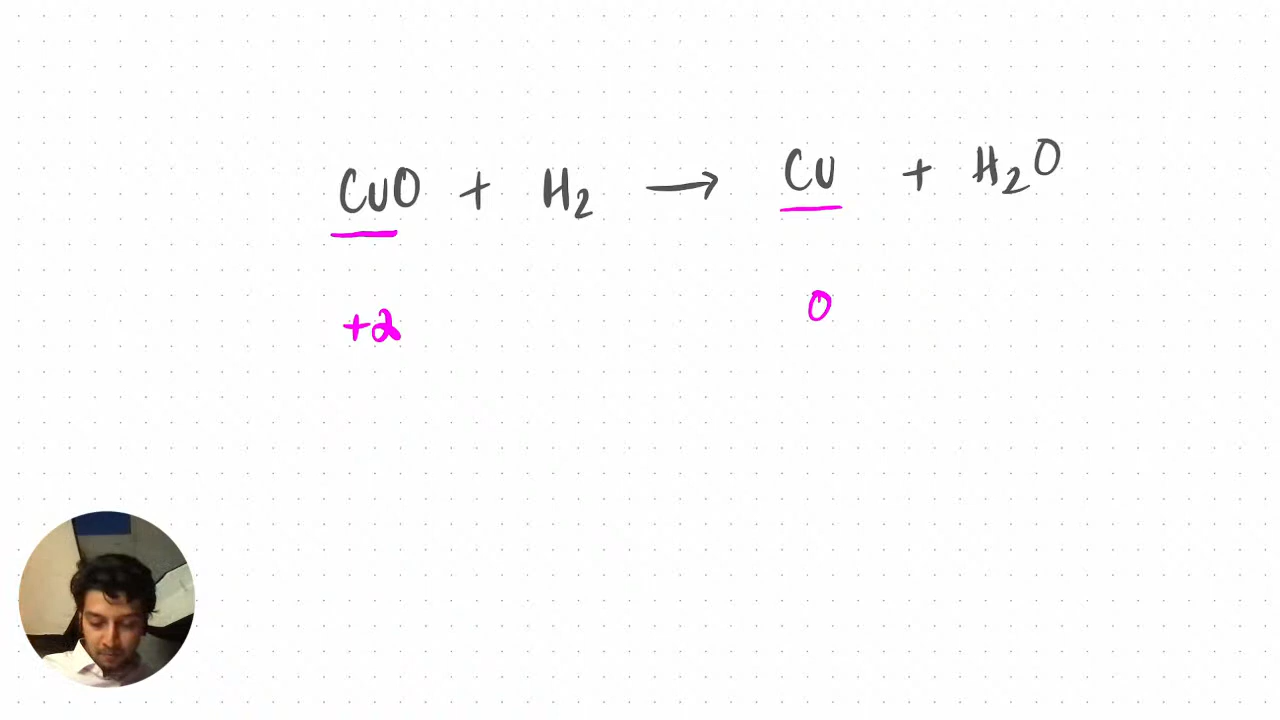 CuO + H₂ → Cu + H₂O
+2 0